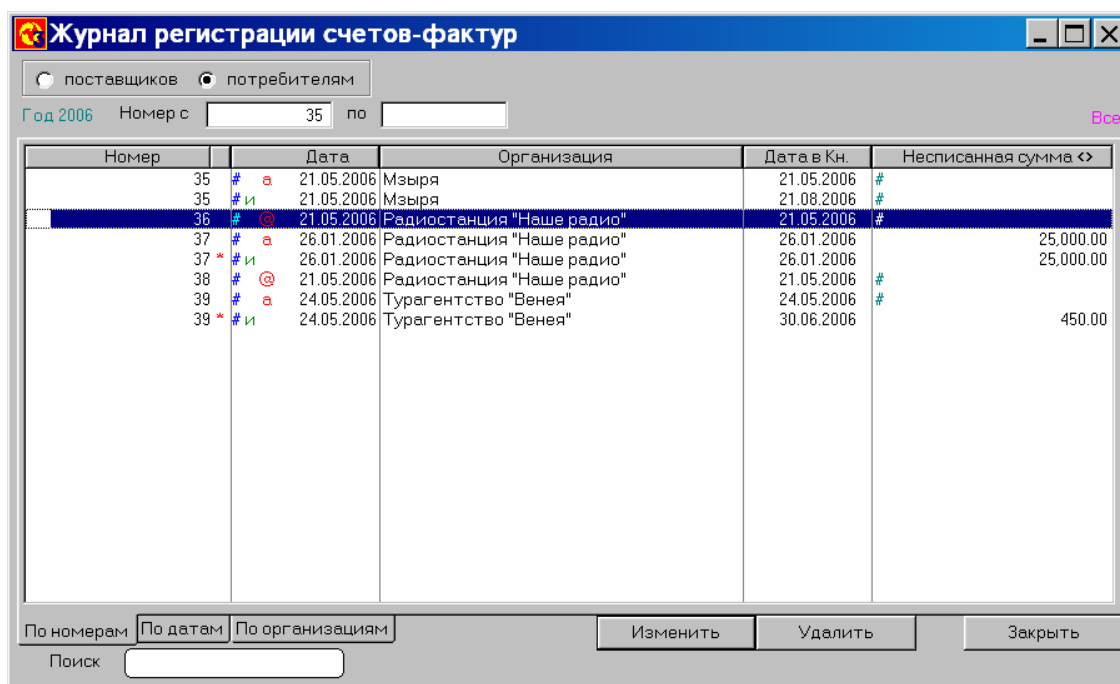 Журнал регистрации счетов-фактур
поставщиков потребителям
Год 2006 Номер с 35 по
Все
Номер Дата Организация Дата в Кн. Несписанная сумма <>
35 # а 21.05.2006 Мзыря 21.05.2006 #
35 # и 21.05.2006 Мзыря 21.08.2006 #
36 # @ 21.05.2006 Радиостанция "Наше радио" 21.05.2006 #
37 # а 26.01.2006 Радиостанция "Наше радио" 26.01.2006 25,000.00
37 * # и 26.01.2006 Радиостанция "Наше радио" 26.01.2006 25,000.00
38 # @ 21.05.2006 Радиостанция "Наше радио" 21.05.2006 #
39 # а 24.05.2006 Турагентство "Венея" 24.05.2006 #
39 * # и 24.05.2006 Турагентство "Венея" 30.06.2006 450.00
По номерам По датам По организациям Изменить Удалить Закрыть
Поиск